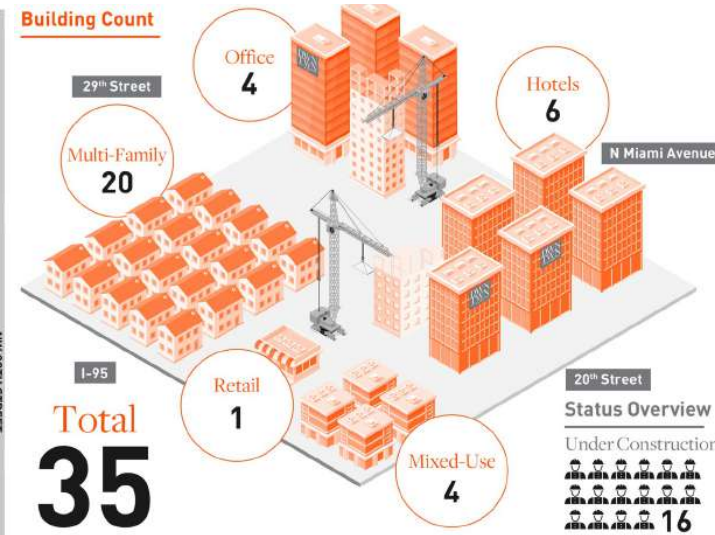 Building Count
Office
4
29th Street
Hotels
6
Multi-Family
20
N Miami Avenue
I-95
Total
35
Retail
1
Mixed-Use
4
20th Street
Status Overview
Under Construction
16